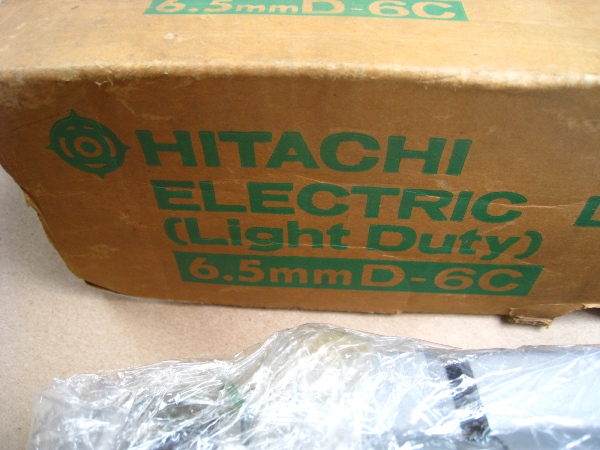 6.5mmD-6C
HITACHI
ELECTRIC
(Light Duty)
6.5mmD-6C